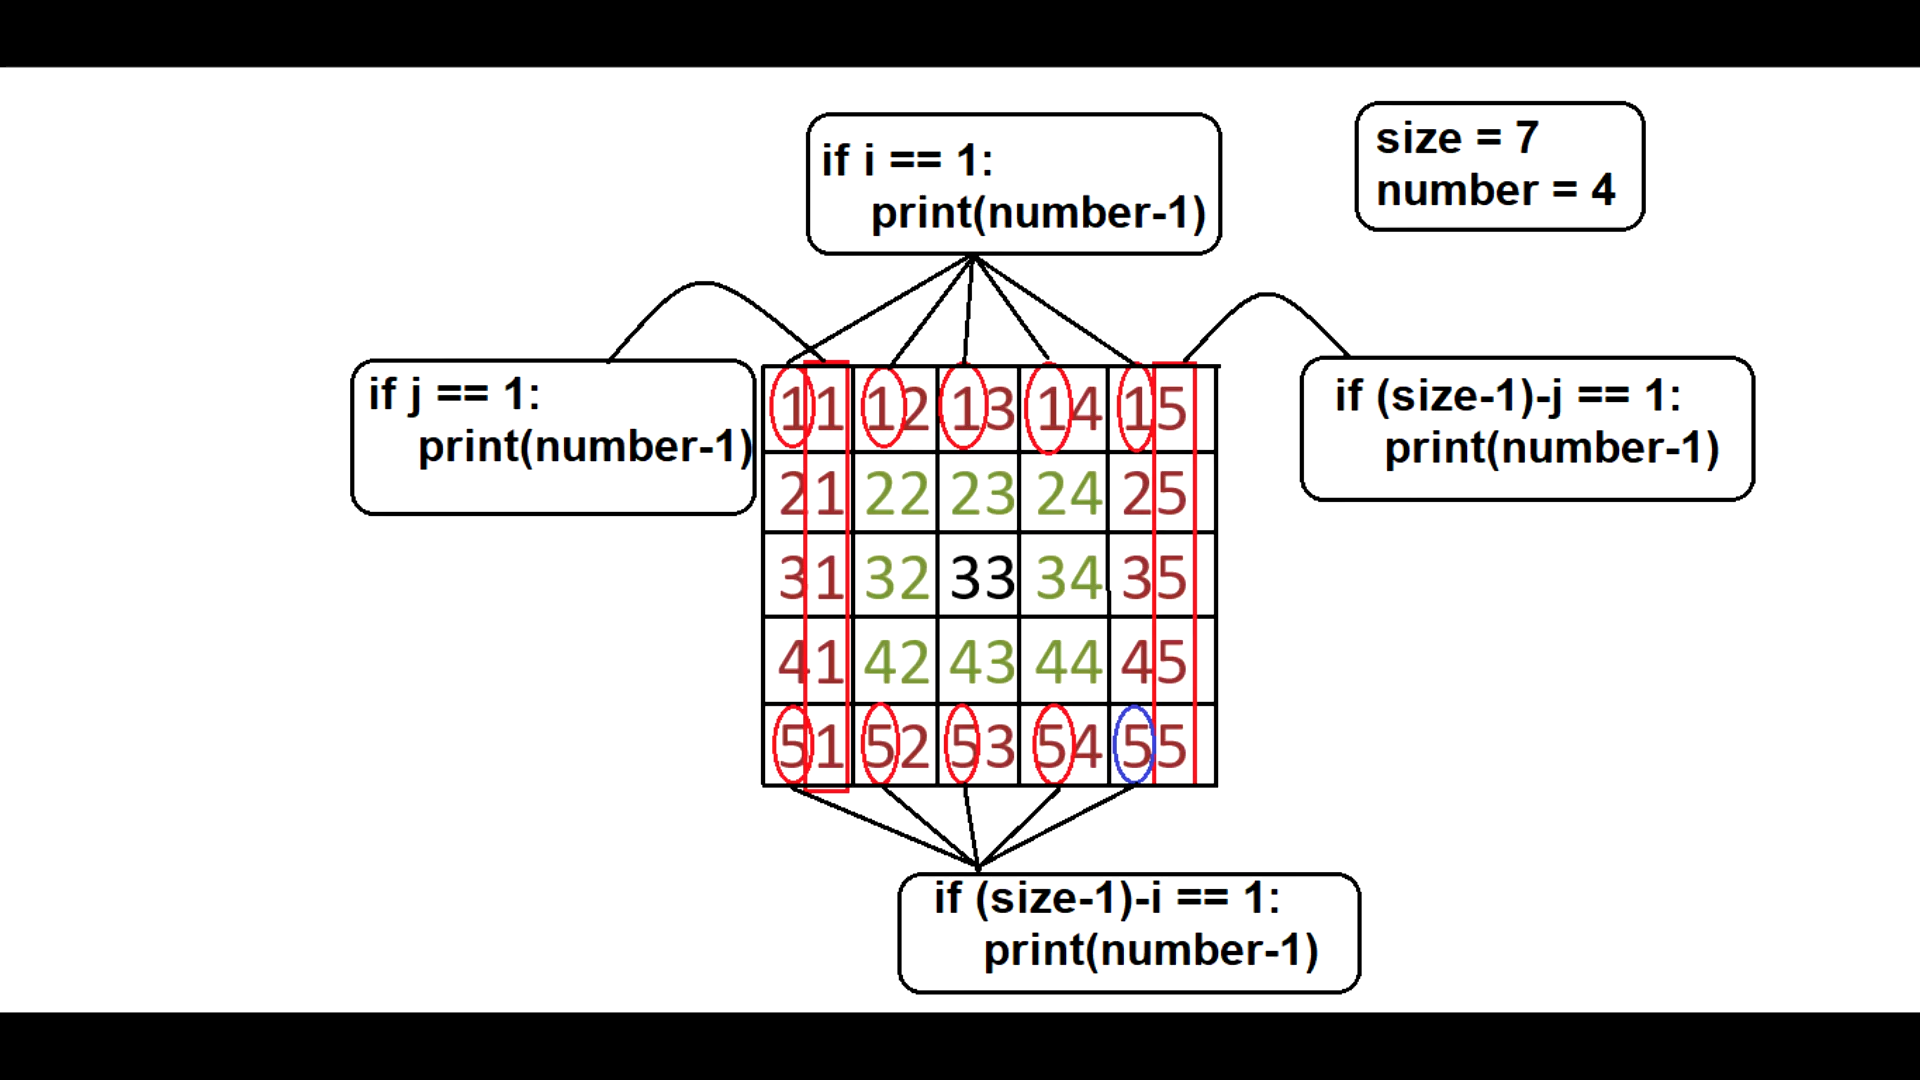 if i == 1:
print(number-1)
size = 7
number = 4
if j == 1:
print(number-1)
if (size-1)-j == 1:
print(number-1)
11 12 13 14 15
21 22 23 24 25
31 32 33 34 35
41 42 43 44 45
51 52 53 54 55
if (size-1)-i == 1:
print(number-1)